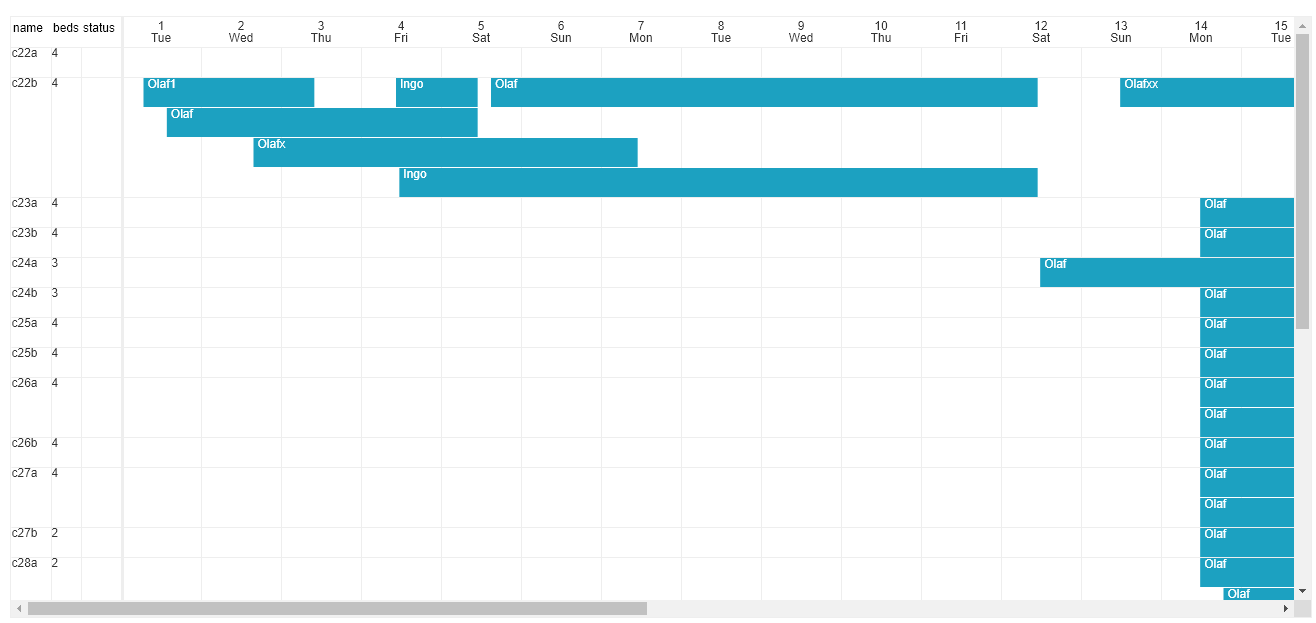 name beds status 1 2 3 4 5 6 7 8 9 10 11 12 13 14 15
Tue Wed Thu Fri Sat Sun Mon Tue Wed Thu Fri Sat Sun Mon Tue
c22a 4
c22b 4 Olaf1 Ingo Olaf Olafxx
Olaf
Olafx
Ingo
c23a 4 Olaf
c23b 4 Olaf
c24a 3 Olaf
c24b 3 Olaf
c25a 4 Olaf
c25b 4 Olaf
c26a 4 Olaf
Olaf
c26b 4 Olaf
c27a 4 Olaf
Olaf
c27b 2 Olaf
c28a 2 Olaf
Olaf